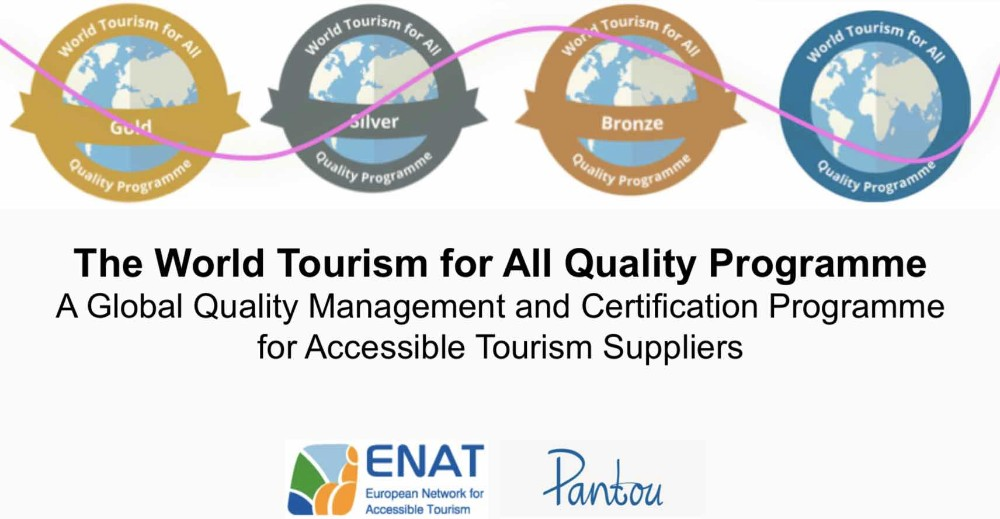 World Tourism for All
Gold
Quality Programme
World Tourism for All
Silver
Quality Programme
World Tourism for All
Bronze
Quality Programme
World Tourism for All
Quality Programme
The World Tourism for All Quality Programme
A Global Quality Management and Certification Programme
for Accessible Tourism Suppliers
ENAT
European Network for
Accessible Tourism
Pantou